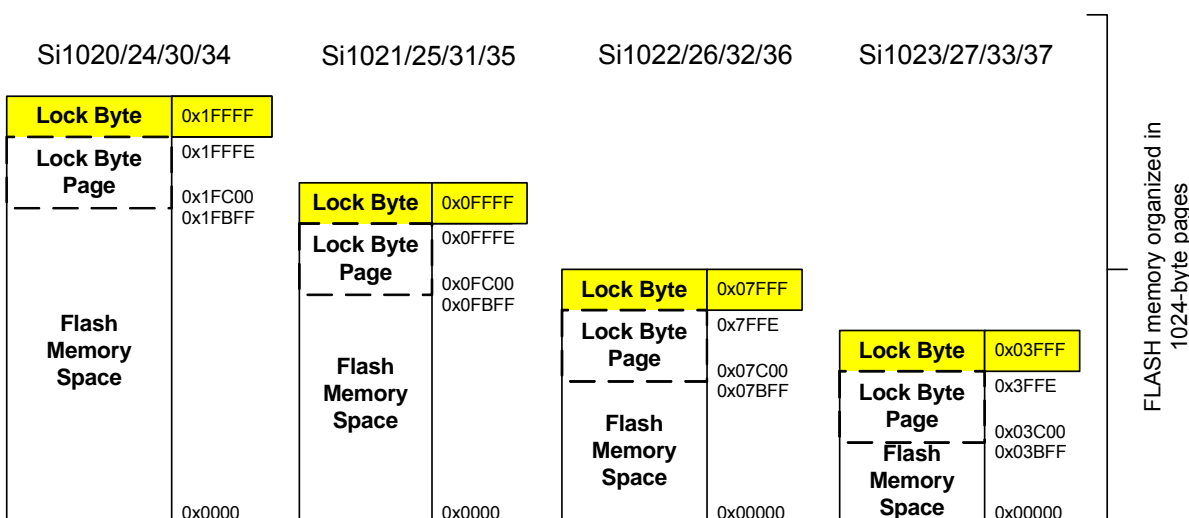 Si1020/24/30/34
Si1021/25/31/35
Si1022/26/32/36
Si1023/27/33/37
Lock Byte
0x1FFFF
Lock Byte
Page
0x1FFFE
0x1FC00
0x1FBFF
Flash
Memory
Space
0x0000
Lock Byte
0x0FFFF
Lock Byte
Page
0x0FFFE
0x0FC00
0x0FBFF
Flash
Memory
Space
0x0000
Lock Byte
0x07FFF
Lock Byte
Page
0x7FFE
0x07C00
0x07BFF
Flash
Memory
Space
0x00000
Lock Byte
0x03FFF
Lock Byte
Page
0x3FFE
0x03C00
0x03BFF
Flash
Memory
Space
0x00000
FLASH memory organized in
1024-byte pages